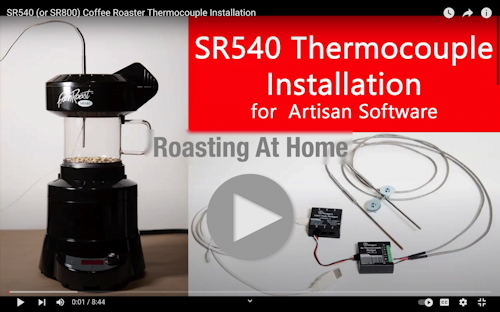 SR540 (or SR800) Coffee Roaster Thermocouple Installation
SR540 Thermocouple
Installation
for Artisan Software
Roasting At Home
freshRoast
0:01 / 8:44
CC